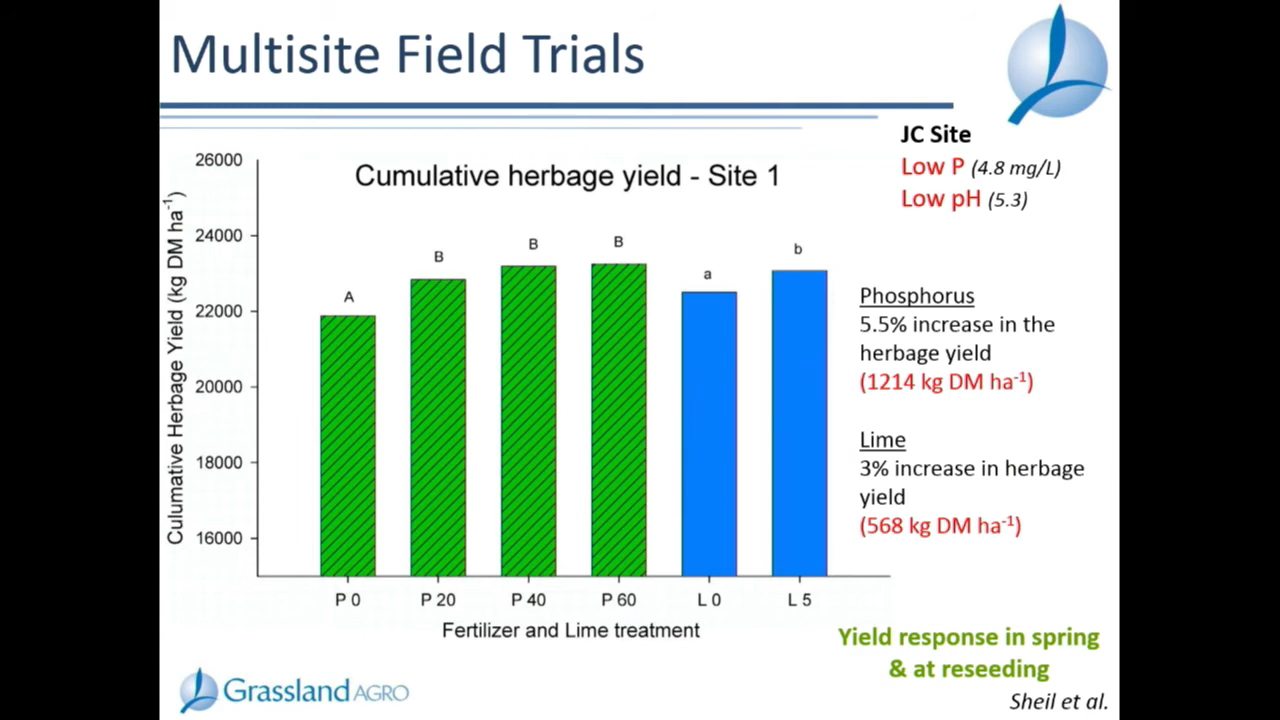 Multisite Field Trials
JC Site
Low P (4.8 mg/L)
Low pH (5.3)
Cumulative herbage yield - Site 1
Culumative Herbage Yield (kg DM ha-1)
26000
24000
22000
20000
18000
16000
A
B
B
B
a
b
P 0
P 20
P 40
P 60
L 0
L 5
Fertilizer and Lime treatment
Phosphorus
5.5% increase in the
herbage yield
(1214 kg DM ha-1)
Lime
3% increase in herbage
yield
(568 kg DM ha-1)
Yield response in spring
& at reseeding
Sheil et al.
Grassland AGRO